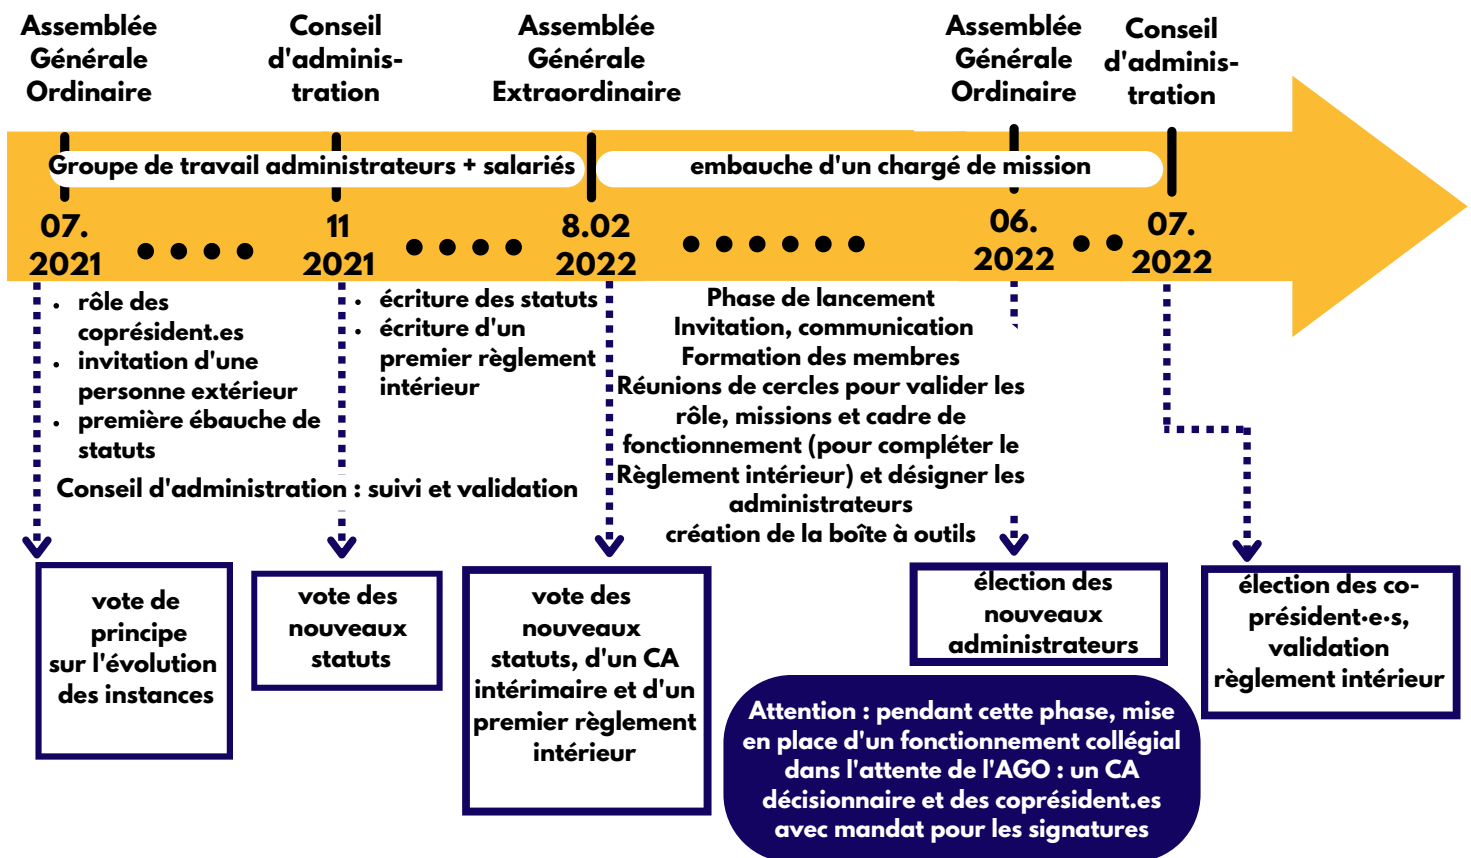 Assemblée
Générale
Ordinaire
Conseil
d'adminis-
tration
Assemblée
Générale
Extraordinaire
Assemblée
Générale
Ordinaire
Conseil
d'adminis-
tration
Groupe de travail administrateurs + salariés
embauche d'un chargé de mission
07.
2021
11
2021
8.02
2022
06.
2022
07.
2022
• rôle des
coprésident.es
• invitation d'une
personne extérieur
• première ébauche de
statuts
• écriture des statuts
• écriture d'un
premier règlement
intérieur
Conseil d'administration : suivi et validation
Phase de lancement
Invitation, communication
Formation des membres
Réunions de cercles pour valider les
rôle, missions et cadre de
fonctionnement (pour compléter le
Règlement intérieur) et désigner les
administrateurs
création de la boîte à outils
vote de
principe
sur l'évolution
des instances
vote des
nouveaux
statuts
vote des
nouveaux
statuts, d'un CA
intérimaire et d'un
premier règlement
intérieur
élection des
nouveaux
administrateurs
élection des co-
président·e·s,
validation
règlement intérieur
Attention : pendant cette phase, mise
en place d'un fonctionnement collégial
dans l'attente de l'AGO : un CA
décisionnaire et des coprésident.es
avec mandat pour les signatures